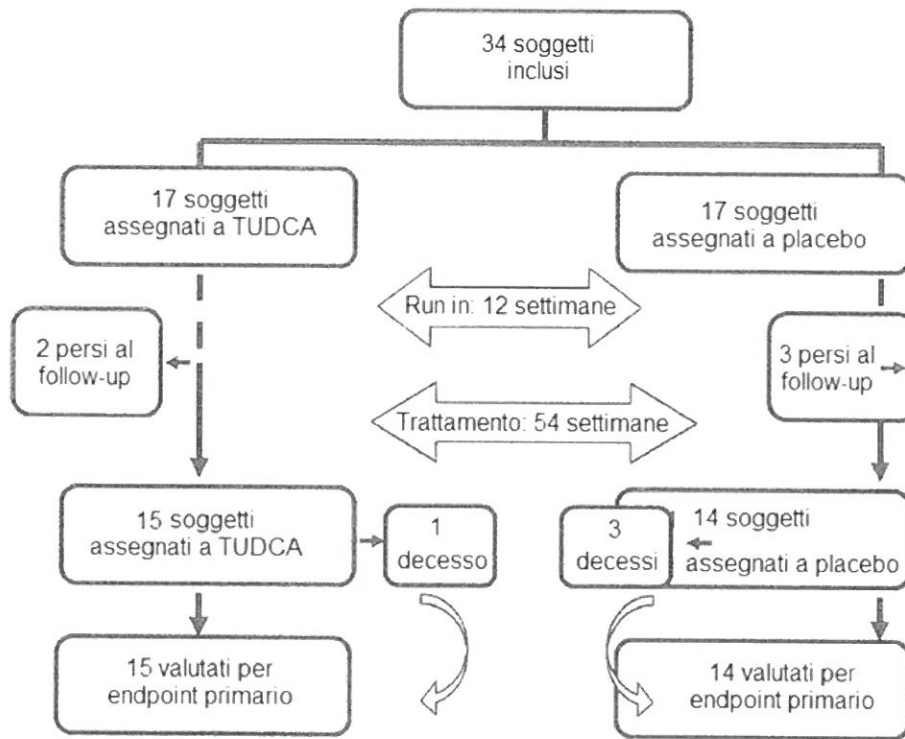 34 soggetti
inclusi
17 soggetti
assegnati a TUDCA
17 soggetti
assegnati a placebo
Run in: 12 settimane
2 persi al
follow-up
3 persi al
follow-up
Trattamento: 54 settimane
15 soggetti
assegnati a TUDCA
1
decesso
3
decessi
14 soggetti
assegnati a placebo
15 valutati per
endpoint primario
14 valutati per
endpoint primario